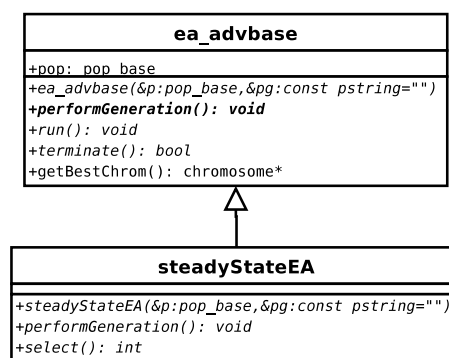 ea_advbase
+pop: pop_base
+ea_advbase(&p:pop_base,&pg:const pstring="")
+performGeneration(): void
+run(): void
+terminate(): bool
+getBestChrom(): chromosome*
steadyStateEA
+steadyStateEA(&p:pop_base,&pg:const pstring="")
+performGeneration(): void
+select(): int